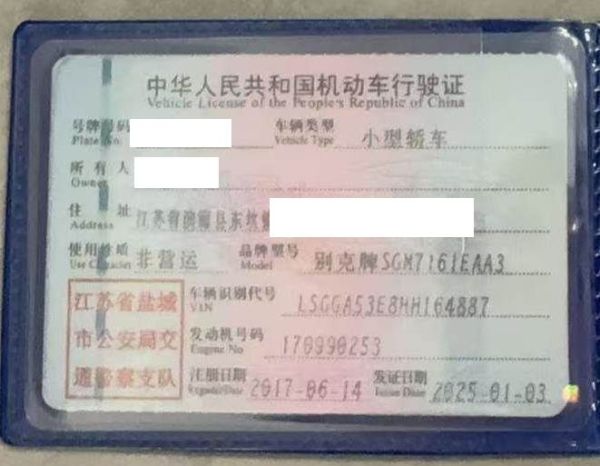 中华人民共和国机动车行驶证
Vehicle License of the People's Republic of China
号牌号码 车辆类型 小型轿车
Plate No. Vehicle Type
所有人
Owner
住址 江苏省 县东坎镇
Address
使用性质 非营运 品牌型号 别克牌SGM7161EAA3
Use Character Model
江苏省盐城
市公安局交
通警察支队
车辆识别代号 LSGGA53E8HH164887
VIN
发动机号码 170990253
Engine No
注册日期 2017-06-14 发证日期 2025-01-03
Register Date Issue Date